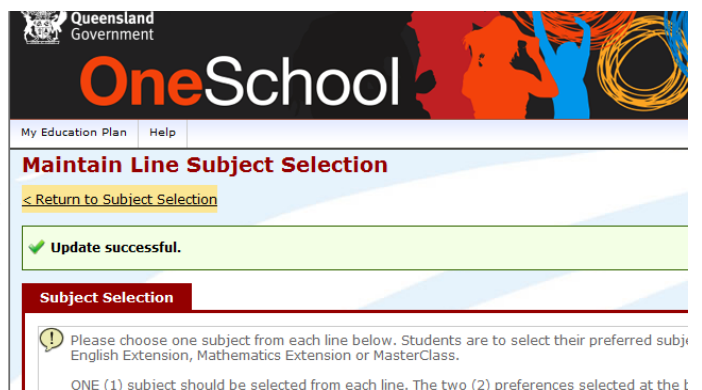 Queensland
Government
OneSchool
My Education Plan Help
Maintain Line Subject Selection
< Return to Subject Selection
Update successful.
Subject Selection
Please choose one subject from each line below. Students are to select their preferred
English Extension, Mathematics Extension or MasterClass.
ONE (1) subject should be selected from each line. The two (2) preferences selected at the